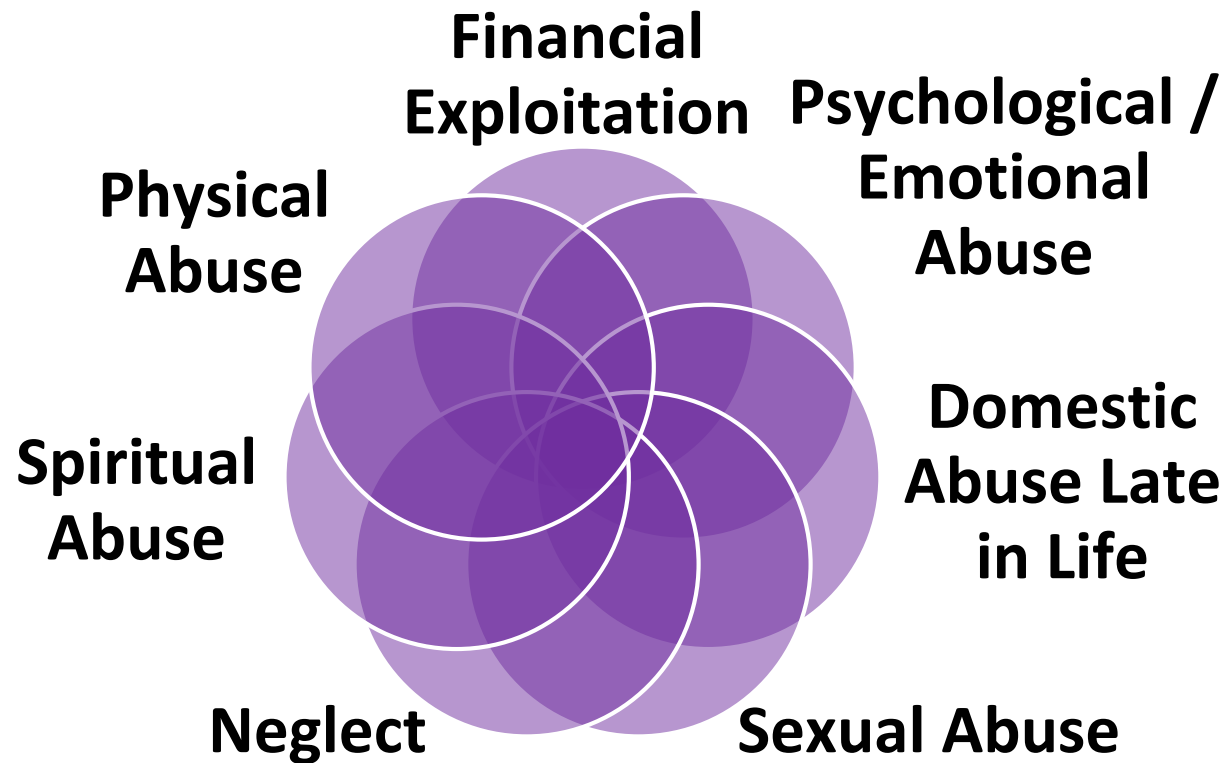 Financial
Exploitation
Psychological /
Emotional
Abuse
Domestic
Abuse Late
in Life
Sexual Abuse
Neglect
Spiritual
Abuse
Physical
Abuse